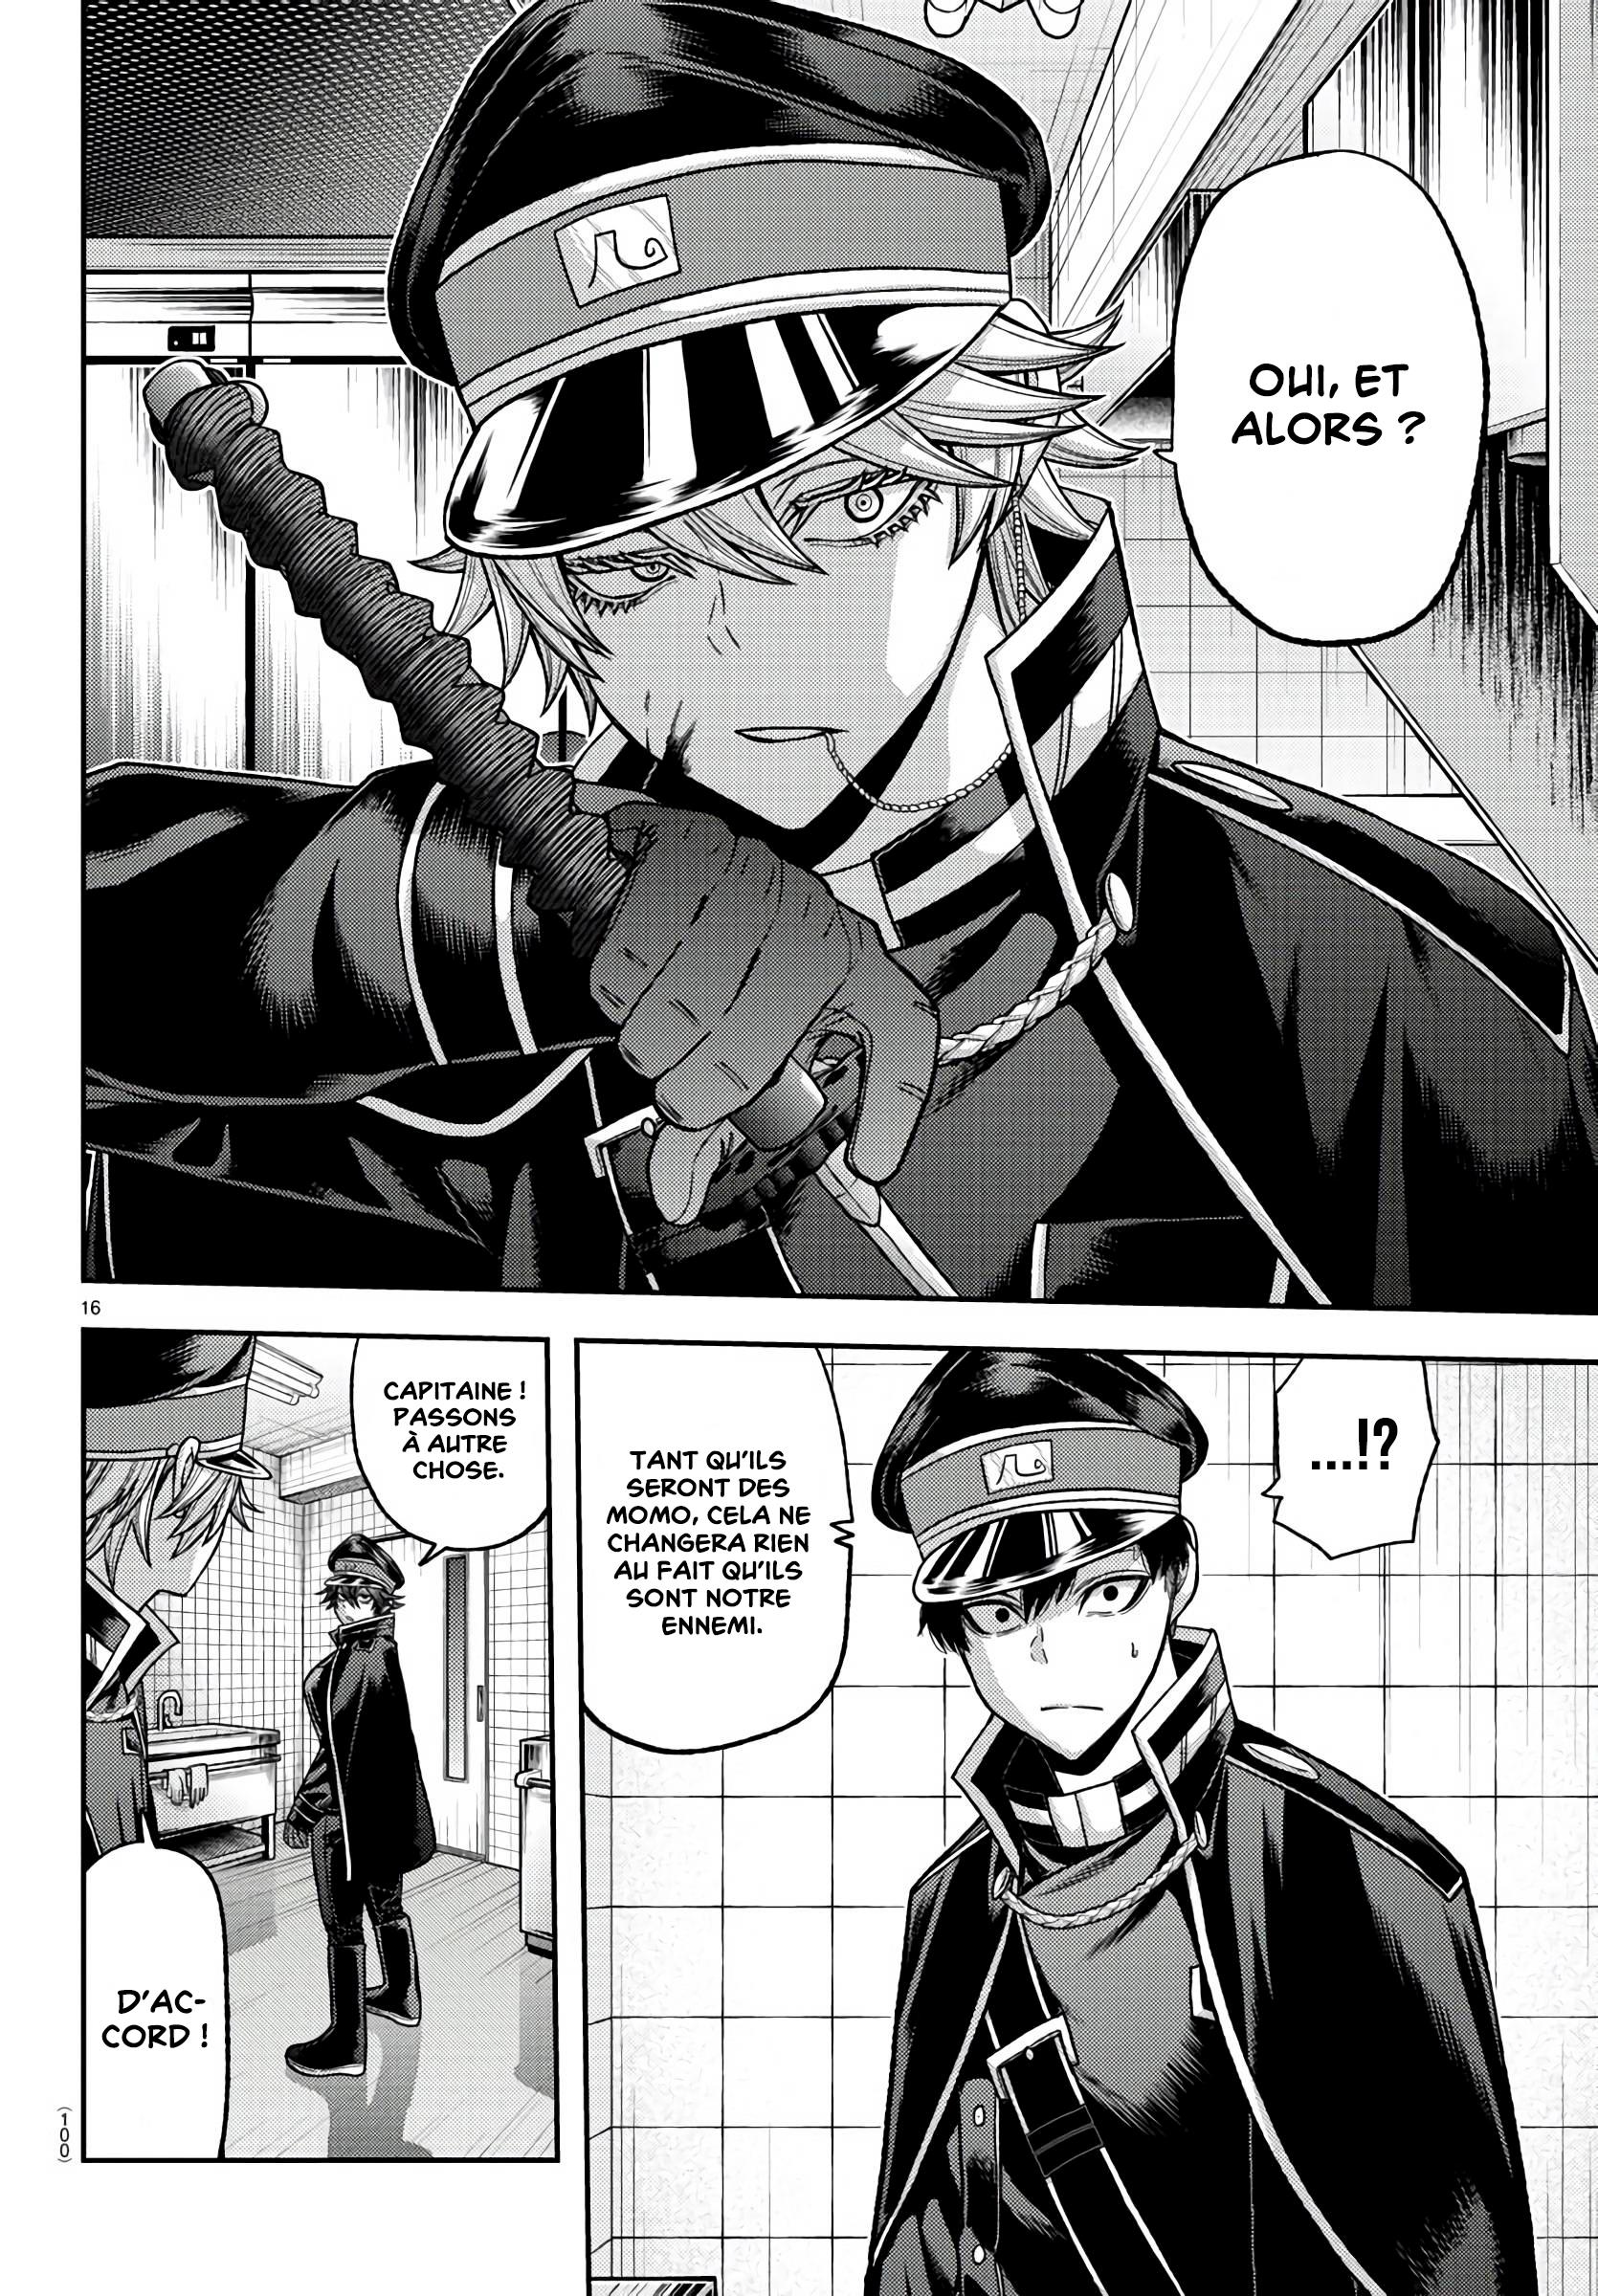 OUI, ET
ALORS ?
16
...!?
TANT QU'ILS
SERONT DES
MOMO, CELA NE
CHANGERA RIEN
AU FAIT QU'ILS
SONT NOTRE
ENNEMI.
CAPITAINE !
PASSONS
À AUTRE
CHOSE.
D'AC-
CORD !
(100)